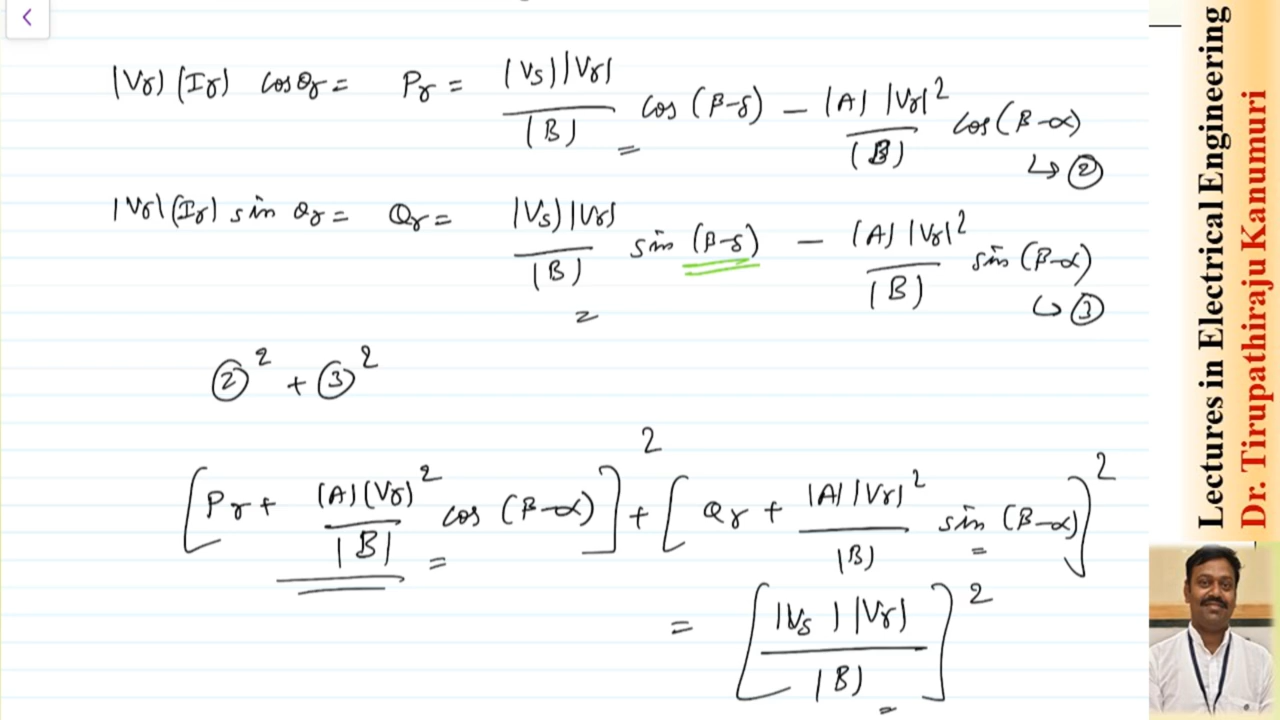 |Vr| |Ir| cosθr = Pr = |Vs||Vr| / |B| cos (β-δ) − |A| |Vr|² / |B| cos(β-α) ↳ ②
|Vr| |Ir| sin θr = Qr = |Vs||Vr| / |B| sin (β-δ) − |A| |Vr|² / |B| sin (β-α) ↳ ③
②² + ③²
[Pr + |A||Vr|² / |B| cos (β-α)]² + [Qr + |A||Vr|² / |B| sin (β-α)]²
= [|Vs||Vr| / |B|]²
Lectures in Electrical Engineering
Dr. Tirupathiraju Kanumuri